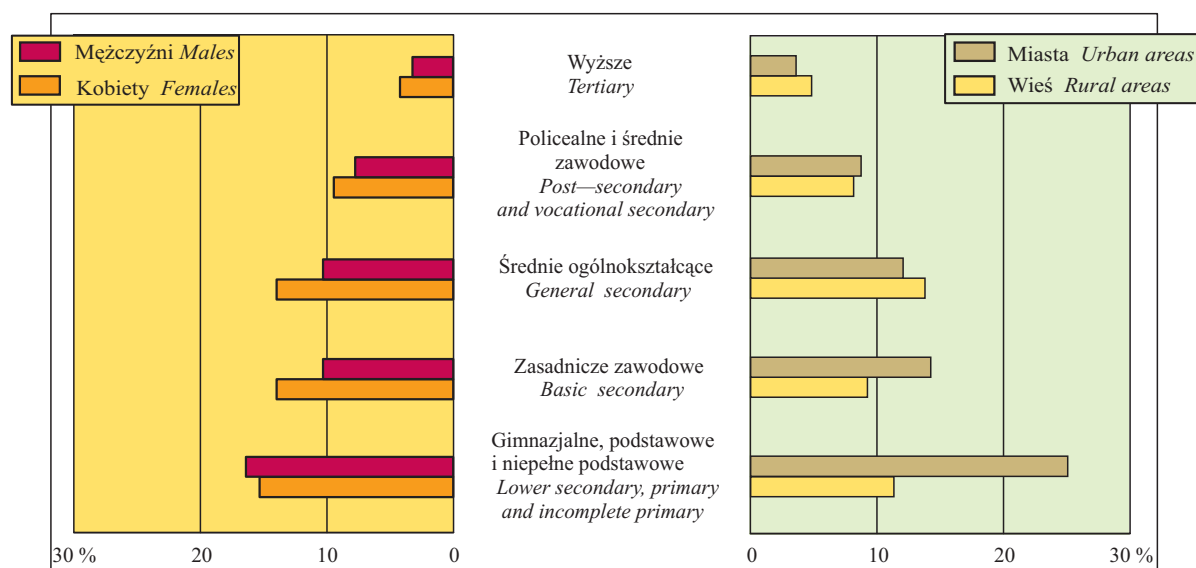 Mężczyźni Males
Kobiety Females
Miasta Urban areas
Wieś Rural areas
Wyższe
Tertiary
Policealne i średnie
zawodowe
Post—secondary
and vocational secondary
Średnie ogólnokształcące
General secondary
Zasadnicze zawodowe
Basic secondary
Gimnazjalne, podstawowe
i niepełne podstawowe
Lower secondary, primary
and incomplete primary
30 % 20 10 0
0 10 20 30 %